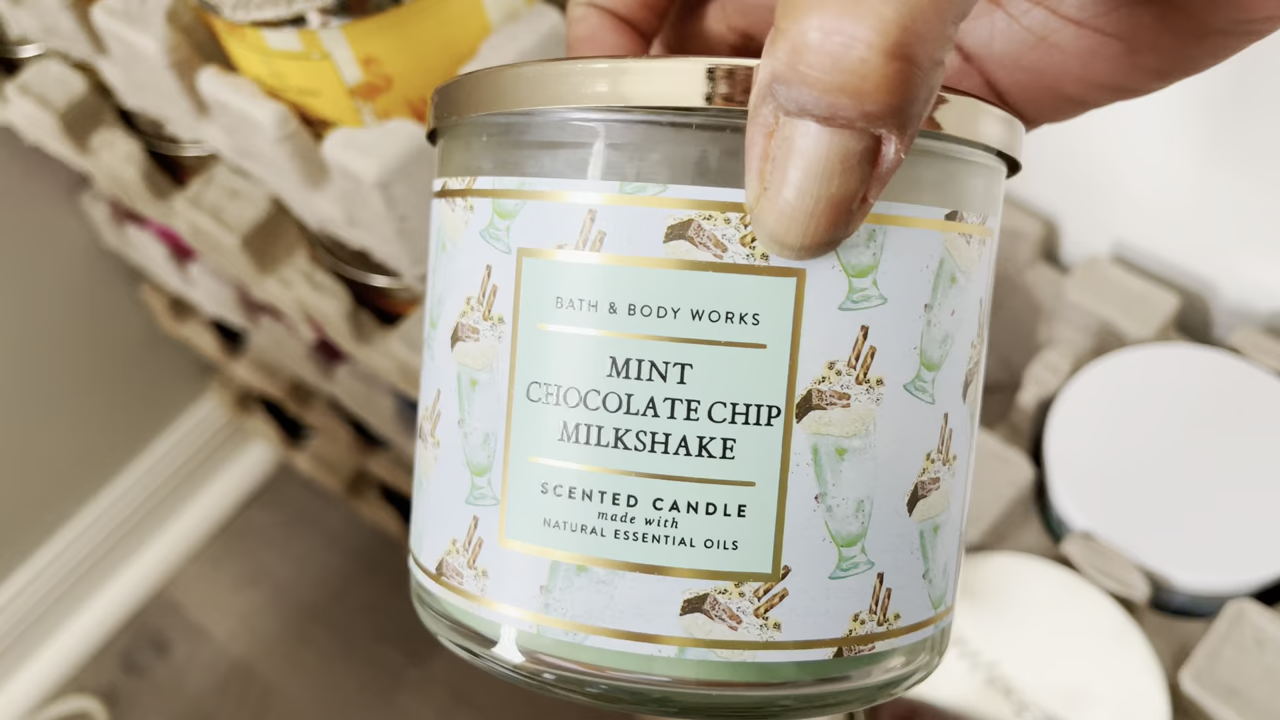 BATH & BODY WORKS
MINT
CHOCOLATE CHIP
MILKSHAKE
SCENTED CANDLE
made with
NATURAL ESSENTIAL OILS